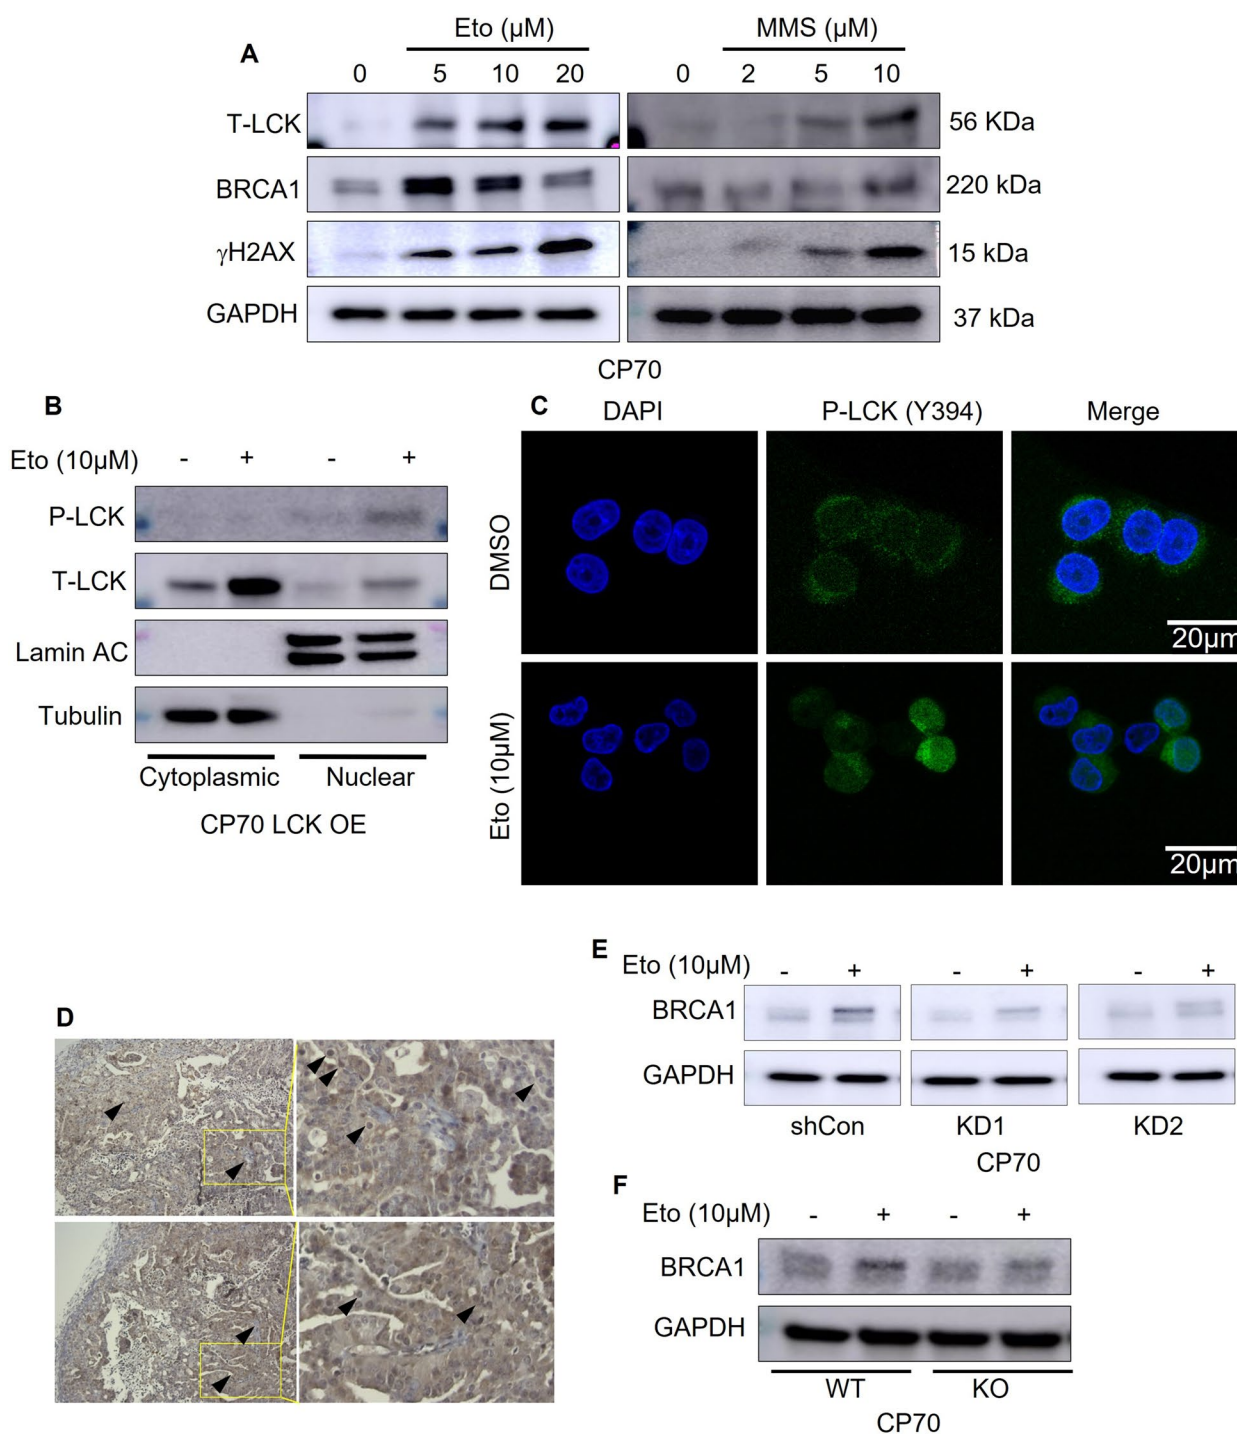 A
Eto (µM)
MMS (µM)
0 5 10 20 0 2 5 10
T-LCK 56 KDa
BRCA1 220 kDa
γH2AX 15 kDa
GAPDH 37 kDa
CP70
B
Eto (10µM) - + - +
P-LCK
T-LCK
Lamin AC
Tubulin
Cytoplasmic Nuclear
CP70 LCK OE
C
DAPI P-LCK (Y394) Merge
DMSO
20µm
Eto (10µM)
20µm
D
E
Eto (10µM) - + - + - +
BRCA1
GAPDH
shCon KD1 KD2
CP70
F
Eto (10µM) - + - +
BRCA1
GAPDH
WT KO
CP70